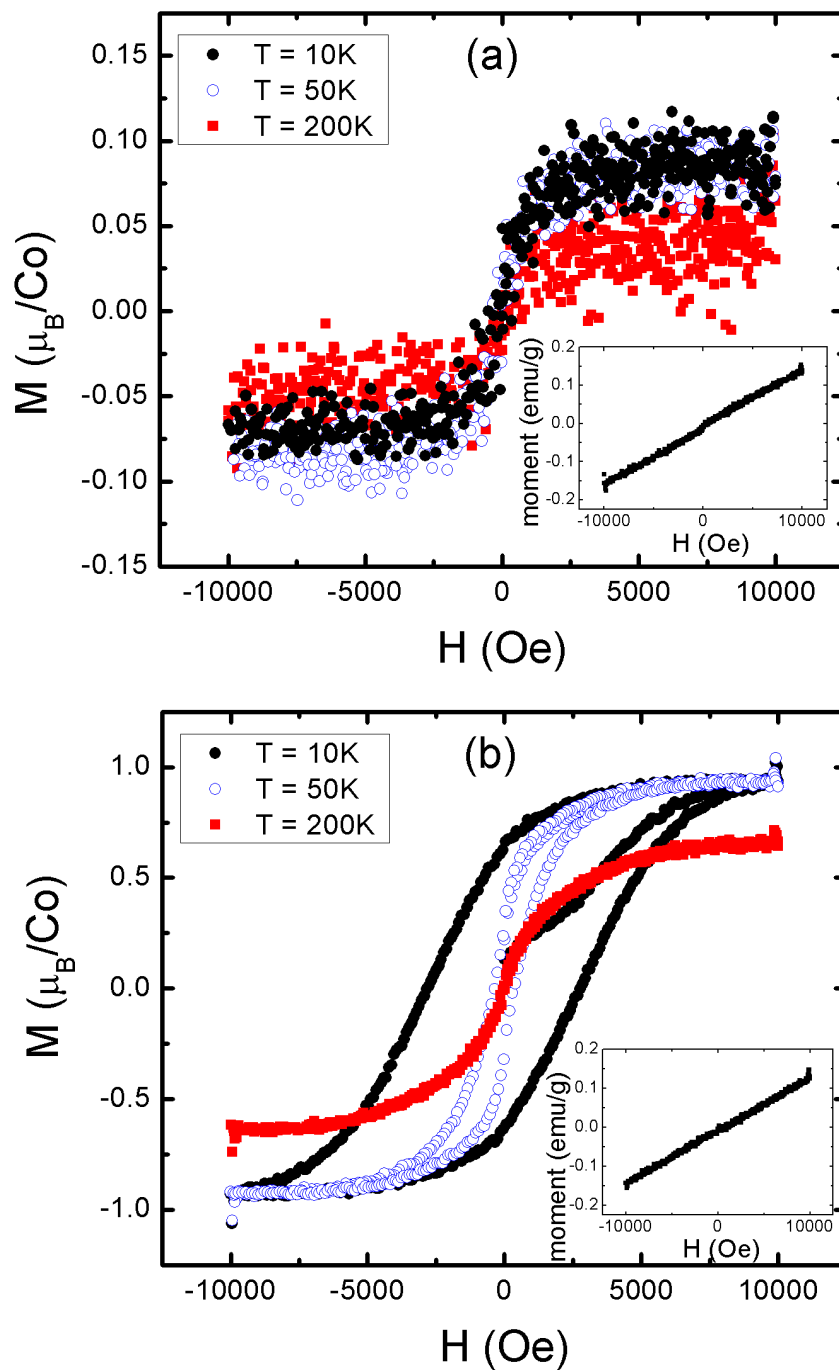 (a)
T = 10K
T = 50K
T = 200K
0.15
0.10
0.05
0.00
-0.05
-0.10
-0.15
M (μB/Co)
-10000 -5000 0 5000 10000
H (Oe)
0.2
0.1
0.0
-0.1
-0.2
moment (emu/g)
-10000 0 10000
H (Oe)
(b)
T = 10K
T = 50K
T = 200K
1.0
0.5
0.0
-0.5
-1.0
M (μB/Co)
-10000 -5000 0 5000 10000
H (Oe)
0.2
0.1
0.0
-0.1
-0.2
moment (emu/g)
-10000 0 10000
H (Oe)